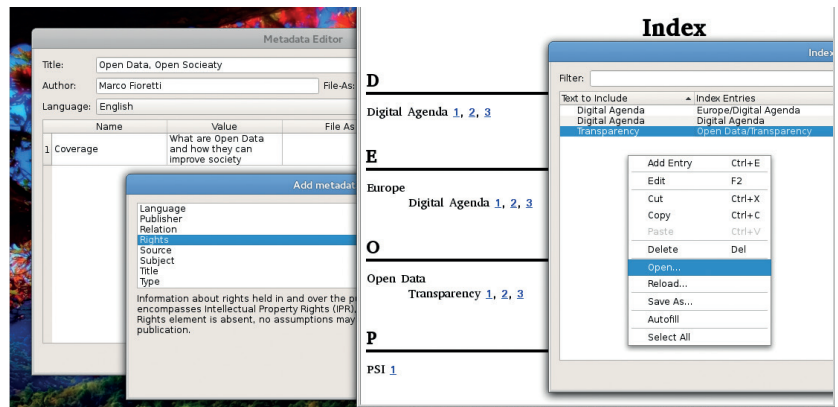 Metadata Editor
Title: Open Data, Open Socieaty
Author: Marco Fioretti File-As:
Language: English
Name Value File As
1 Coverage What are Open Data and how they can improve society
Add metadat
Language
Publisher
Relation
Rights
Source
Subject
Title
Type
Information about rights held in and over the p
encompasses Intellectual Property Rights (IPR),
Rights element is absent, no assumptions may
publication.
Index
D
Digital Agenda 1, 2, 3
E
Europe
Digital Agenda 1, 2, 3
O
Open Data
Transparency 1, 2, 3
P
PSI 1
Index
Filter:
Text to Include Index Entries
Digital Agenda Europe/Digital Agenda
Digital Agenda Digital Agenda
Transparency Open Data/Transparency
Add Entry Ctrl+E
Edit F2
Cut Ctrl+X
Copy Ctrl+C
Paste Ctrl+V
Delete Del
Open...
Reload...
Save As...
Autofill
Select All